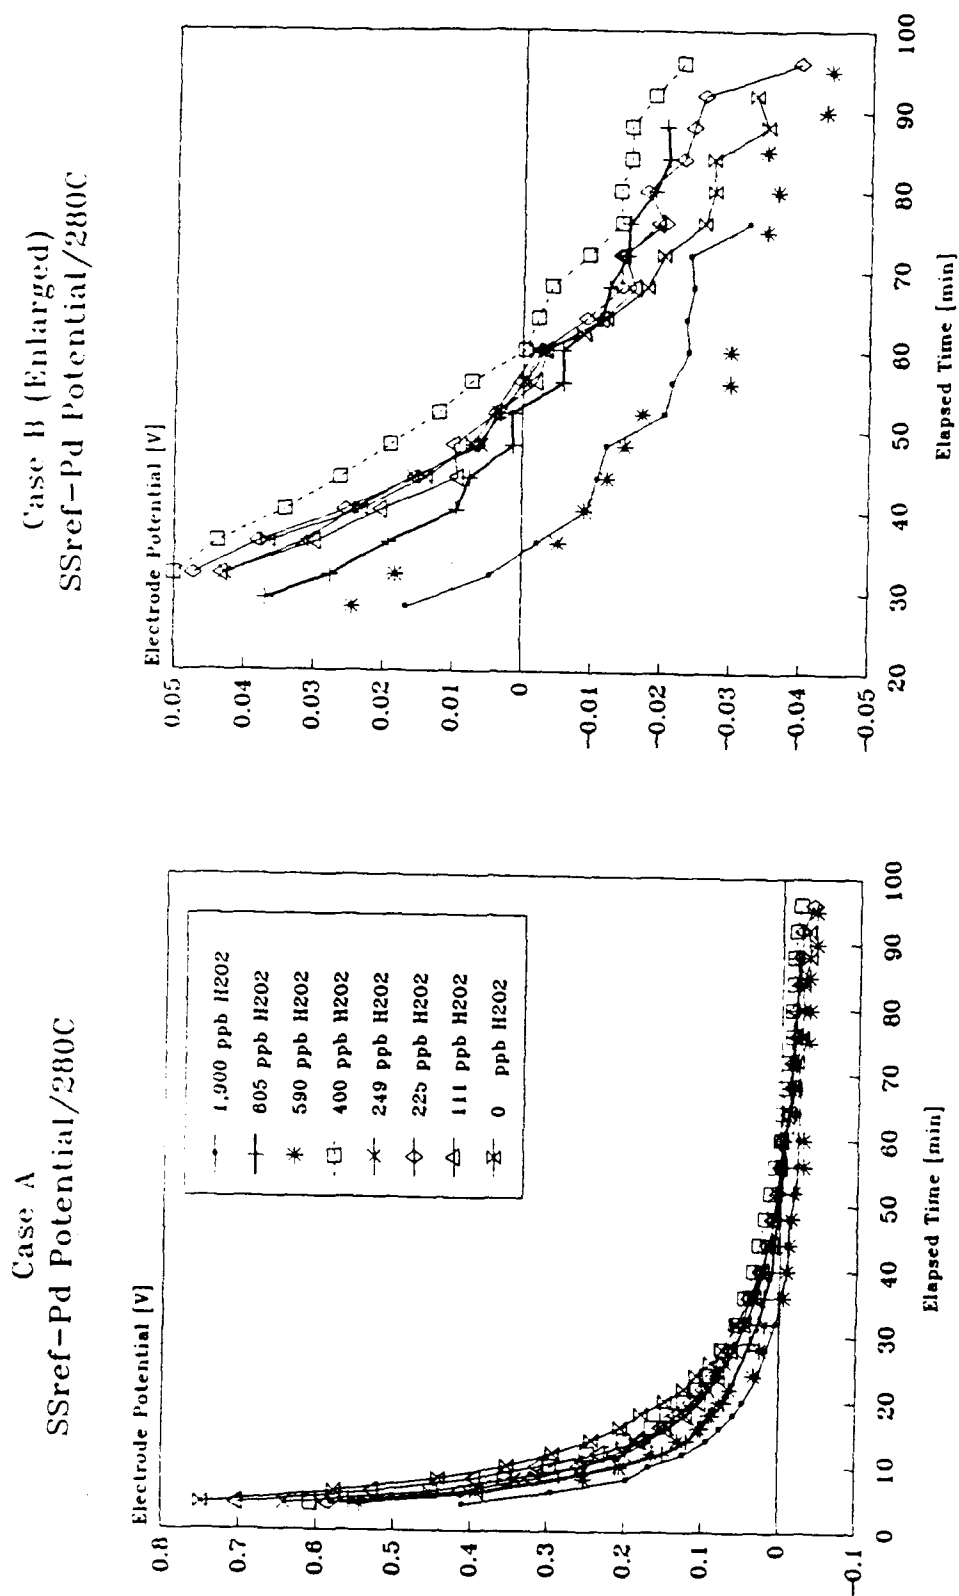 Case A
SSref-Pd Potential/280C
Electrode Potential [V]
0.8
0.7
0.6
0.5
0.4
0.3
0.2
0.1
0
-0.1
0
10
20
30
40
50
60
70
80
90
100
Elapsed Time [min]
1,900 ppb H2O2
605 ppb H2O2
590 ppb H2O2
400 ppb H2O2
249 ppb H2O2
225 ppb H2O2
111 ppb H2O2
0 ppb H2O2
Case B (Enlarged)
SSref-Pd Potential/280C
Electrode Potential [V]
0.05
0.04
0.03
0.02
0.01
0
-0.01
-0.02
-0.03
-0.04
-0.05
20
30
40
50
60
70
80
90
100
Elapsed Time [min]